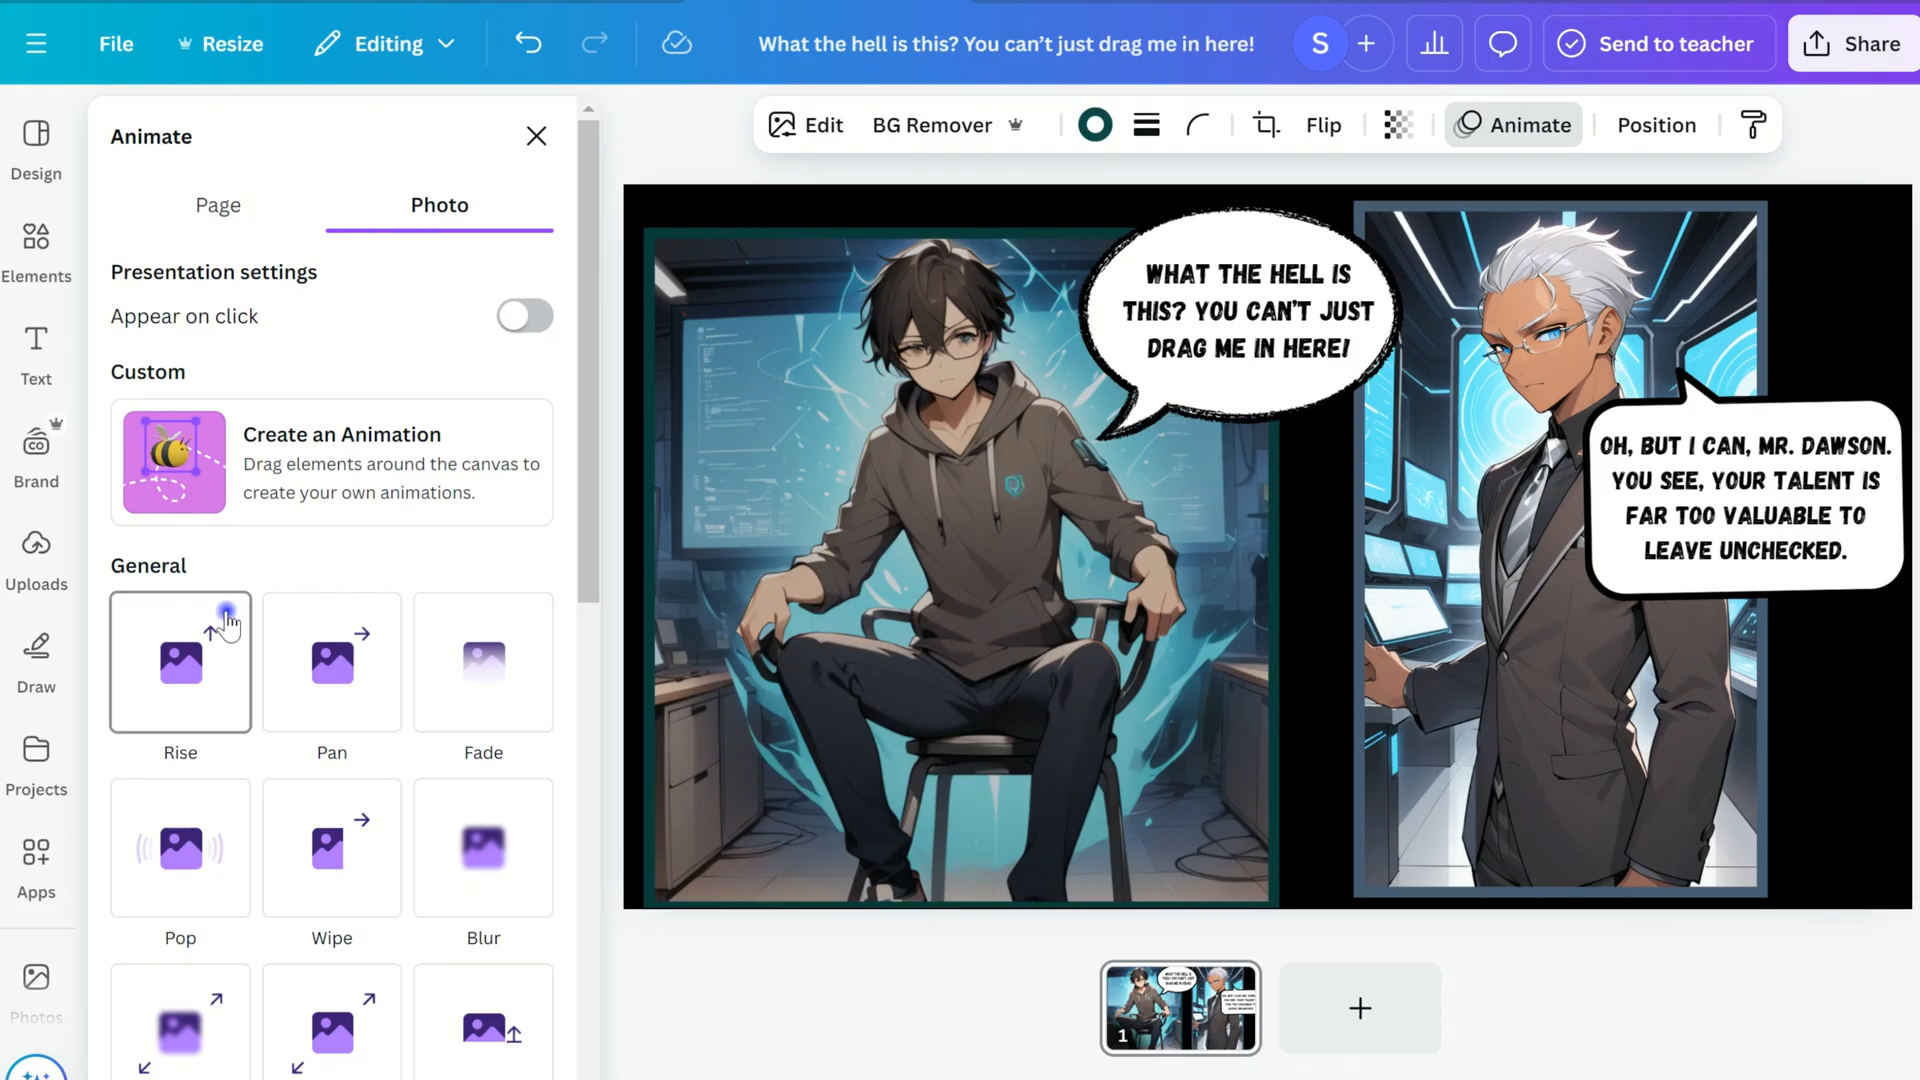 File
Resize
Editing
What the hell is this? You can’t just drag me in here!
S
Send to teacher
Share
Design
Elements
Text
Brand
Uploads
Draw
Projects
Apps
Photos
Animate
Page
Photo
Presentation settings
Appear on click
Custom
Create an Animation
Drag elements around the canvas to
create your own animations.
General
Rise
Pan
Fade
Pop
Wipe
Blur
Edit
BG Remover
Flip
Animate
Position
WHAT THE HELL IS
THIS? YOU CAN'T JUST
DRAG ME IN HERE!
OH, BUT I CAN, MR. DAWSON.
YOU SEE, YOUR TALENT IS
FAR TOO VALUABLE TO
LEAVE UNCHECKED.
1